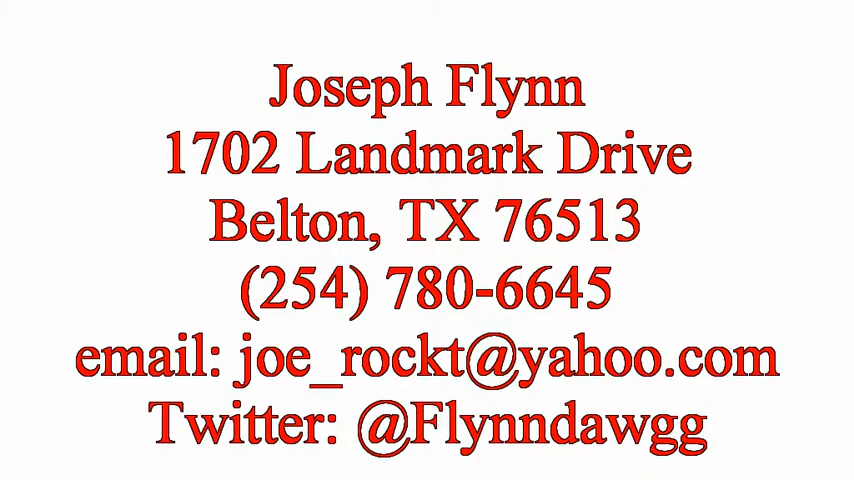 Joseph Flynn
1702 Landmark Drive
Belton, TX 76513
(254) 780-6645
email: joe_rockt@yahoo.com
Twitter: @Flynndawgg